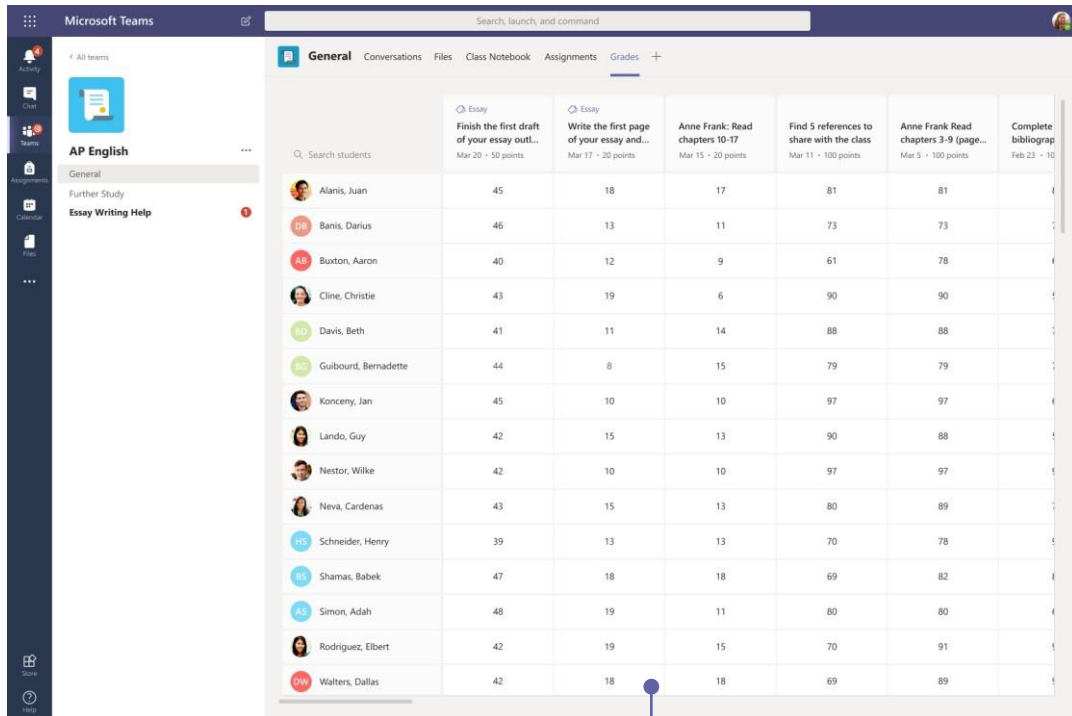 Microsoft Teams
Search, launch, and command
4
Activity
Chat
Teams
Assignments
Calendar
Files
Store
Help
< All teams
AP English
General
Further Study
Essay Writing Help 1
General Conversations Files Class Notebook Assignments Grades +
Search students
Essay
Finish the first draft
of your essay outl...
Mar 20 • 50 points
Essay
Write the first page
of your essay and...
Mar 17 • 20 points
Anne Frank: Read
chapters 10-17
Mar 15 • 20 points
Find 5 references to
share with the class
Mar 11 • 100 points
Anne Frank Read
chapters 3-9 (page...
Mar 5 • 100 points
Complete
bibliograp
Feb 23 • 10
Alanis, Juan 45 18 17 81 81
DB Banis, Darius 46 13 11 73 73
AB Buxton, Aaron 40 12 9 61 78
Cline, Christie 43 19 6 90 90
BD Davis, Beth 41 11 14 88 88
BG Guibourd, Bernadette 44 8 15 79 79
Konceny, Jan 45 10 10 97 97
Lando, Guy 42 15 13 90 88
Nestor, Wilke 42 10 10 97 97
Neva, Cardenas 43 15 13 80 89
HS Schneider, Henry 39 13 13 70 78
BS Shamas, Babek 47 18 18 69 82
AS Simon, Adah 48 19 11 80 80
Rodriguez, Elbert 42 19 15 70 91
DW Walters, Dallas 42 18 18 69 89